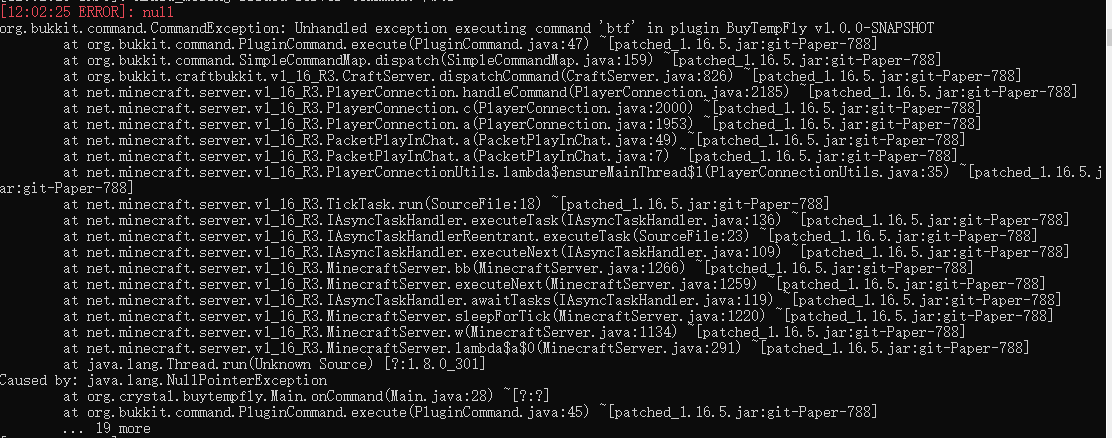 [12:02:25 ERROR]: null
org.bukkit.command.CommandException: Unhandled exception executing command 'btf' in plugin BuyTempFly v1.0.0-SNAPSHOT
at org.bukkit.command.PluginCommand.execute(PluginCommand.java:47) ~[patched_1.16.5.jar:git-Paper-788]
at org.bukkit.command.SimpleCommandMap.dispatch(SimpleCommandMap.java:159) ~[patched_1.16.5.jar:git-Paper-788]
at org.bukkit.craftbukkit.v1_16_R3.CraftServer.dispatchCommand(CraftServer.java:826) ~[patched_1.16.5.jar:git-Paper-788]
at net.minecraft.server.v1_16_R3.PlayerConnection.handleCommand(PlayerConnection.java:2185) ~[patched_1.16.5.jar:git-Paper-788]
at net.minecraft.server.v1_16_R3.PlayerConnection.c(PlayerConnection.java:2000) ~[patched_1.16.5.jar:git-Paper-788]
at net.minecraft.server.v1_16_R3.PlayerConnection.a(PlayerConnection.java:1953) ~[patched_1.16.5.jar:git-Paper-788]
at net.minecraft.server.v1_16_R3.PacketPlayInChat.a(PacketPlayInChat.java:49) ~[patched_1.16.5.jar:git-Paper-788]
at net.minecraft.server.v1_16_R3.PacketPlayInChat.a(PacketPlayInChat.java:7) ~[patched_1.16.5.jar:git-Paper-788]
at net.minecraft.server.v1_16_R3.PlayerConnectionUtils.lambda$ensureMainThread$1(PlayerConnectionUtils.java:35) ~[patched_1.16.5.j
ar:git-Paper-788]
at net.minecraft.server.v1_16_R3.TickTask.run(SourceFile:18) ~[patched_1.16.5.jar:git-Paper-788]
at net.minecraft.server.v1_16_R3.IAsyncTaskHandler.executeTask(IAsyncTaskHandler.java:136) ~[patched_1.16.5.jar:git-Paper-788]
at net.minecraft.server.v1_16_R3.IAsyncTaskHandlerReentrant.executeTask(SourceFile:23) ~[patched_1.16.5.jar:git-Paper-788]
at net.minecraft.server.v1_16_R3.IAsyncTaskHandler.executeNext(IAsyncTaskHandler.java:109) ~[patched_1.16.5.jar:git-Paper-788]
at net.minecraft.server.v1_16_R3.MinecraftServer.bb(MinecraftServer.java:1266) ~[patched_1.16.5.jar:git-Paper-788]
at net.minecraft.server.v1_16_R3.MinecraftServer.executeNext(MinecraftServer.java:1259) ~[patched_1.16.5.jar:git-Paper-788]
at net.minecraft.server.v1_16_R3.IAsyncTaskHandler.awaitTasks(IAsyncTaskHandler.java:119) ~[patched_1.16.5.jar:git-Paper-788]
at net.minecraft.server.v1_16_R3.MinecraftServer.sleepForTick(MinecraftServer.java:1220) ~[patched_1.16.5.jar:git-Paper-788]
at net.minecraft.server.v1_16_R3.MinecraftServer.w(MinecraftServer.java:1134) ~[patched_1.16.5.jar:git-Paper-788]
at net.minecraft.server.v1_16_R3.MinecraftServer.lambda$a$0(MinecraftServer.java:291) ~[patched_1.16.5.jar:git-Paper-788]
at java.lang.Thread.run(Unknown Source) [?:1.8.0_301]
Caused by: java.lang.NullPointerException
at org.crystal.buytempfly.Main.onCommand(Main.java:28) ~[?:?]
at org.bukkit.command.PluginCommand.execute(PluginCommand.java:45) ~[patched_1.16.5.jar:git-Paper-788]
... 19 more